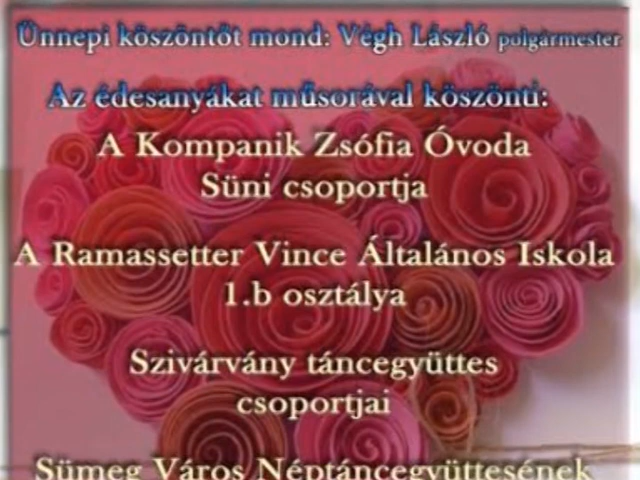 Ünnepi köszöntőt mond: Végh László polgármester
Az édesanyákat műsorával köszönti:
A Kompanik Zsófia Óvoda
Süni csoportja
A Ramassetter Vince Általános Iskola
1.b osztálya
Szivárvány táncegyüttes
csoportjai
Sümeg Város Néptáncegyüttesének